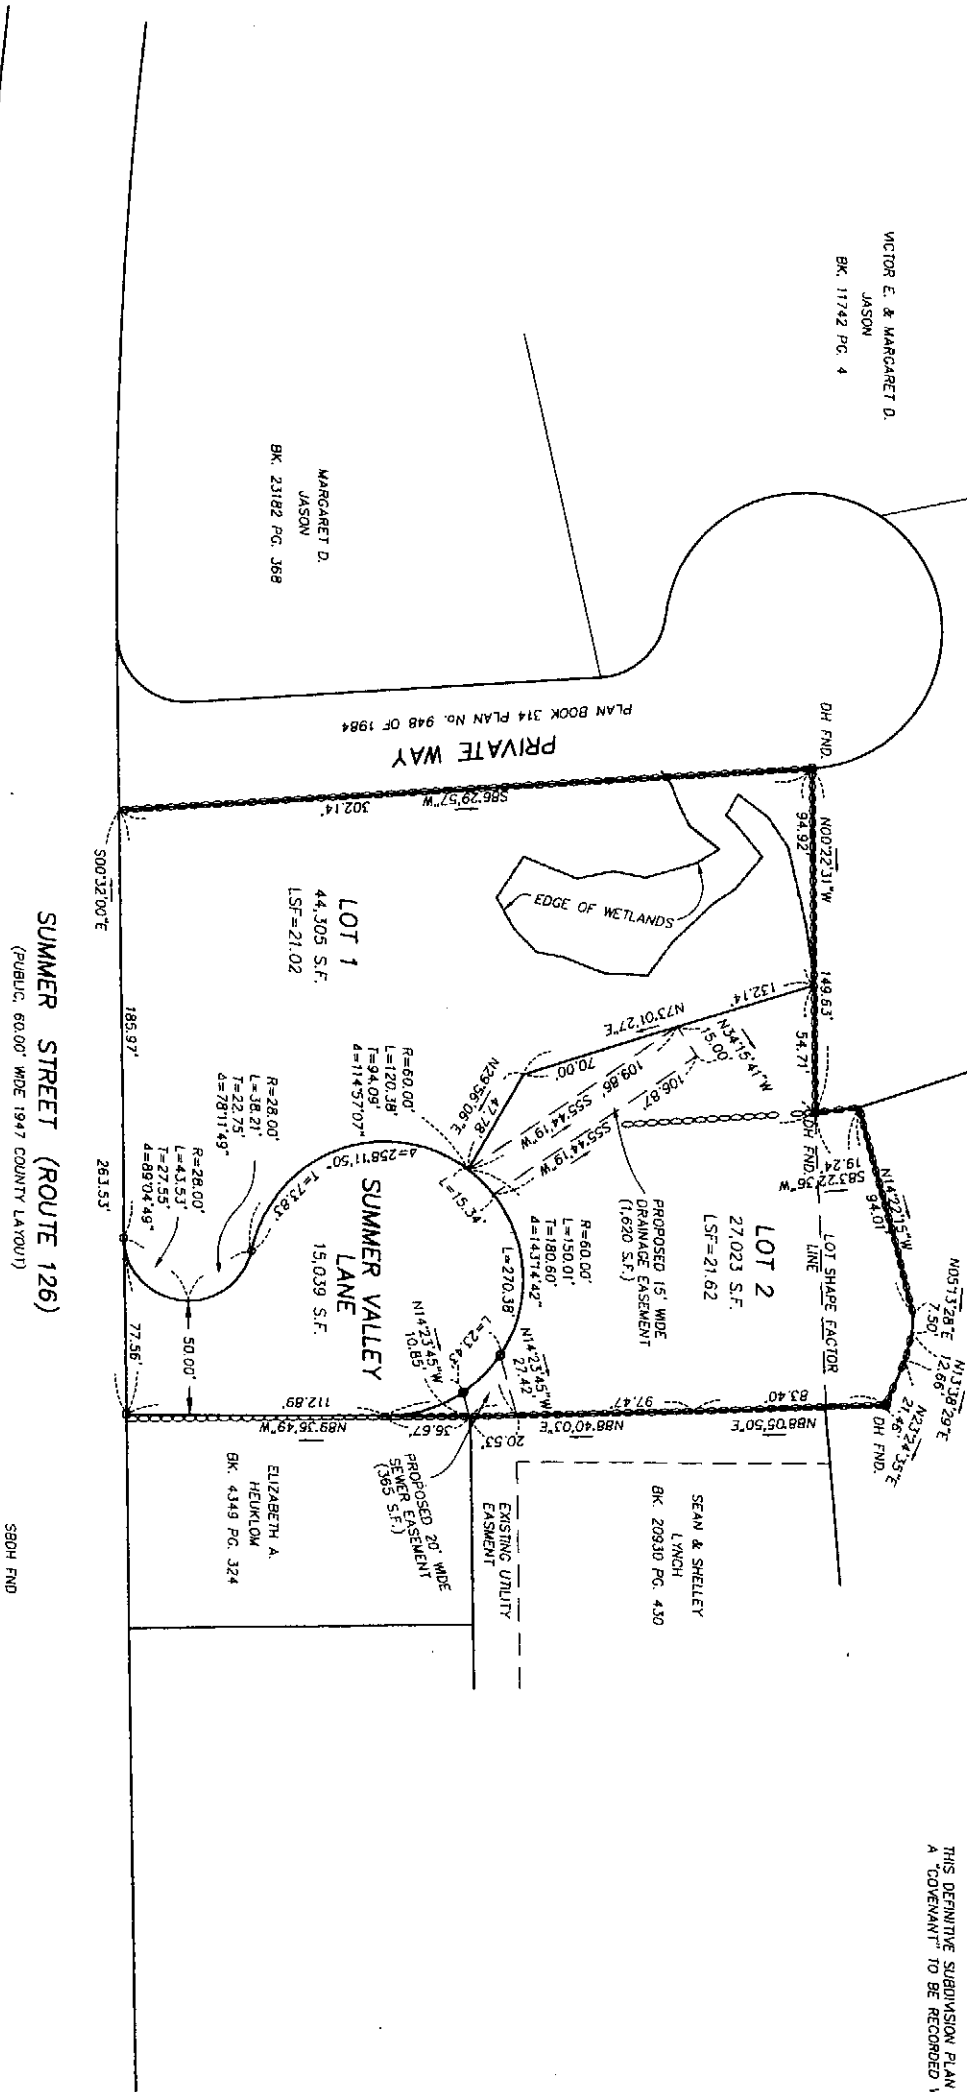 VICTOR E. & MARGARET D.
JASON
BK. 11742 PG. 4
MARGARET D.
JASON
BK. 23182 PG. 368
PRIVATE WAY
PLAN BOOK 314 PLAN No. 948 OF 1984
DH FND.
N00°22'31"W
94.92'
149.63'
54.71'
S86°29'57"W
302.14'
EDGE OF WETLANDS
LOT 1
44,305 S.F.
LSF=21.02
132.14'
N73°01'27"E
70.00'
N34°15'41"W
15.00'
109.86'
S55°44'19"W
106.87'
S55°44'19"W
N29°56'06"E
47.78
DH FND.
S83°22'36"W
19.24
N14°22'15"W
94.01'
N05°13'28"E
7.50'
N13°38'29"E
12.66'
N23°24'35"E
21.46'
DH FND.
LOT SHAPE FACTOR
LINE
LOT 2
27,023 S.F.
LSF=21.62
PROPOSED 15' WIDE
DRAINAGE EASEMENT
(1,620 S.F.)
R=60.00'
L=150.01'
T=180.60'
Δ=143°14'42"
R=60.00'
L=120.38'
T=94.09'
Δ=114°57'07"
L=15.34'
L=270.38'
Δ=258°11'50"
T=73.83'
SUMMER VALLEY
LANE
15,039 S.F.
N14°23'45"W
27.42
N14°23'45"W
10.85'
83.40'
N88°05'50"E
97.47'
N88°40'03"E
20.53'
36.67'
N89°36'49"W
112.89'
R=28.00'
L=38.21'
T=22.75'
Δ=78°11'49"
R=28.00'
L=43.53'
T=27.55'
Δ=89°04'49"
50.00'
PROPOSED 20' WIDE
SEWER EASEMENT
(365 S.F.)
EXISTING UTILITY
EASMENT
SEAN & SHELLEY
LYNCH
BK. 20930 PG. 430
ELIZABETH A.
HEUKLOM
BK. 4349 PG. 324
S00°32'00"E
185.97'
263.53'
77.56'
SUMMER STREET (ROUTE 126)
(PUBLIC, 60.00' WIDE 1947 COUNTY LAYOUT)
SBDH FND
THIS DEFINITIVE SUBDIVISION PLAN
A "COVENANT" TO BE RECORDED